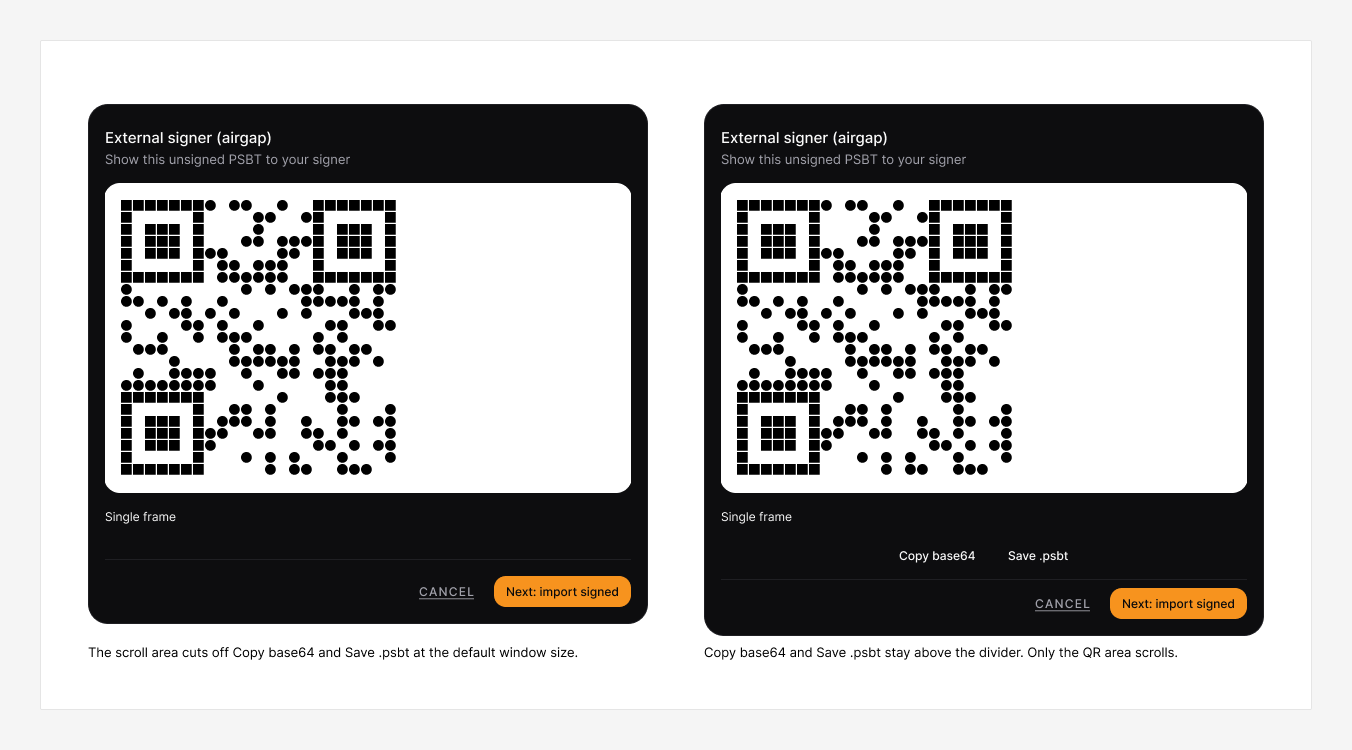 External signer (airgap)
Show this unsigned PSBT to your signer
Single frame
CANCEL
Next: import signed
The scroll area cuts off Copy base64 and Save .psbt at the default window size.
External signer (airgap)
Show this unsigned PSBT to your signer
Single frame
Copy base64
Save .psbt
CANCEL
Next: import signed
Copy base64 and Save .psbt stay above the divider. Only the QR area scrolls.